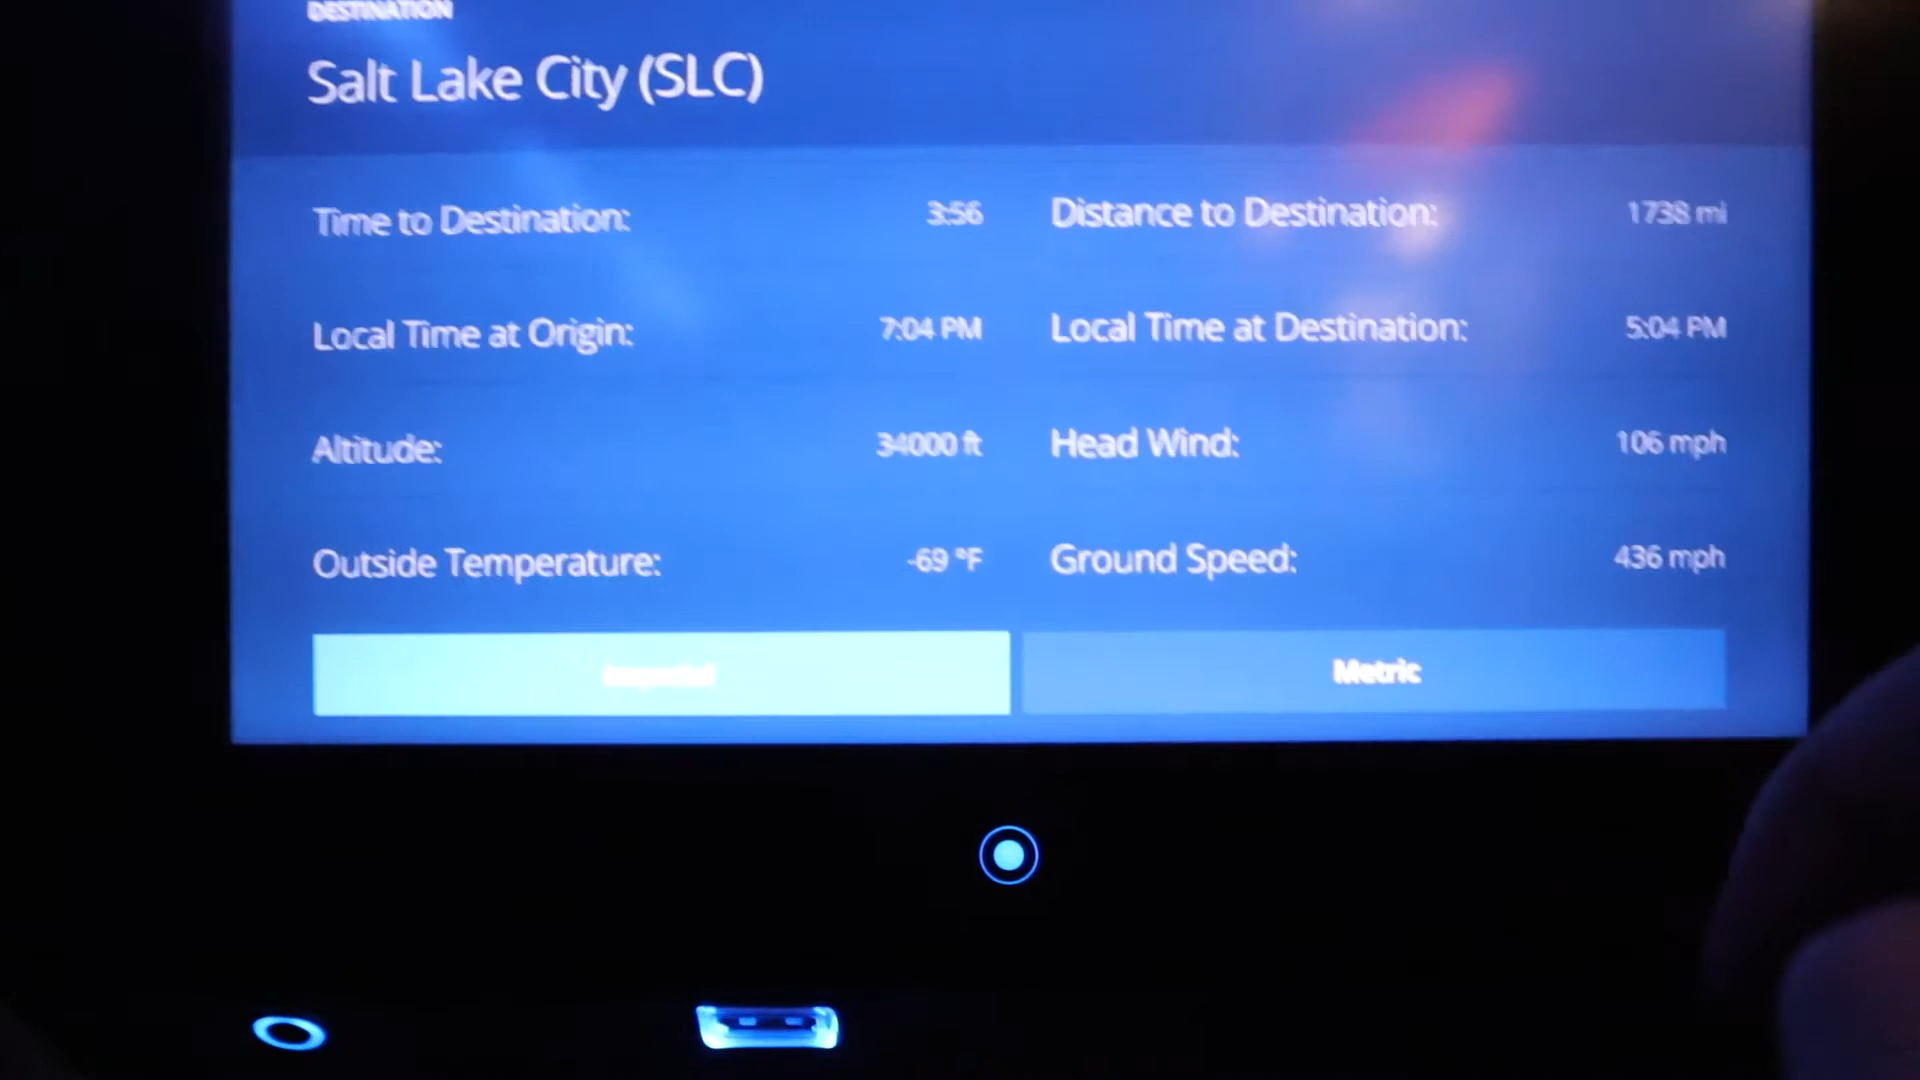 DESTINATION
Salt Lake City (SLC)
Time to Destination: 3:56 Distance to Destination: 1738 mi
Local Time at Origin: 7:04 PM Local Time at Destination: 5:04 PM
Altitude: 34000 ft Head Wind: 106 mph
Outside Temperature: -69 °F Ground Speed: 436 mph
Imperial Metric